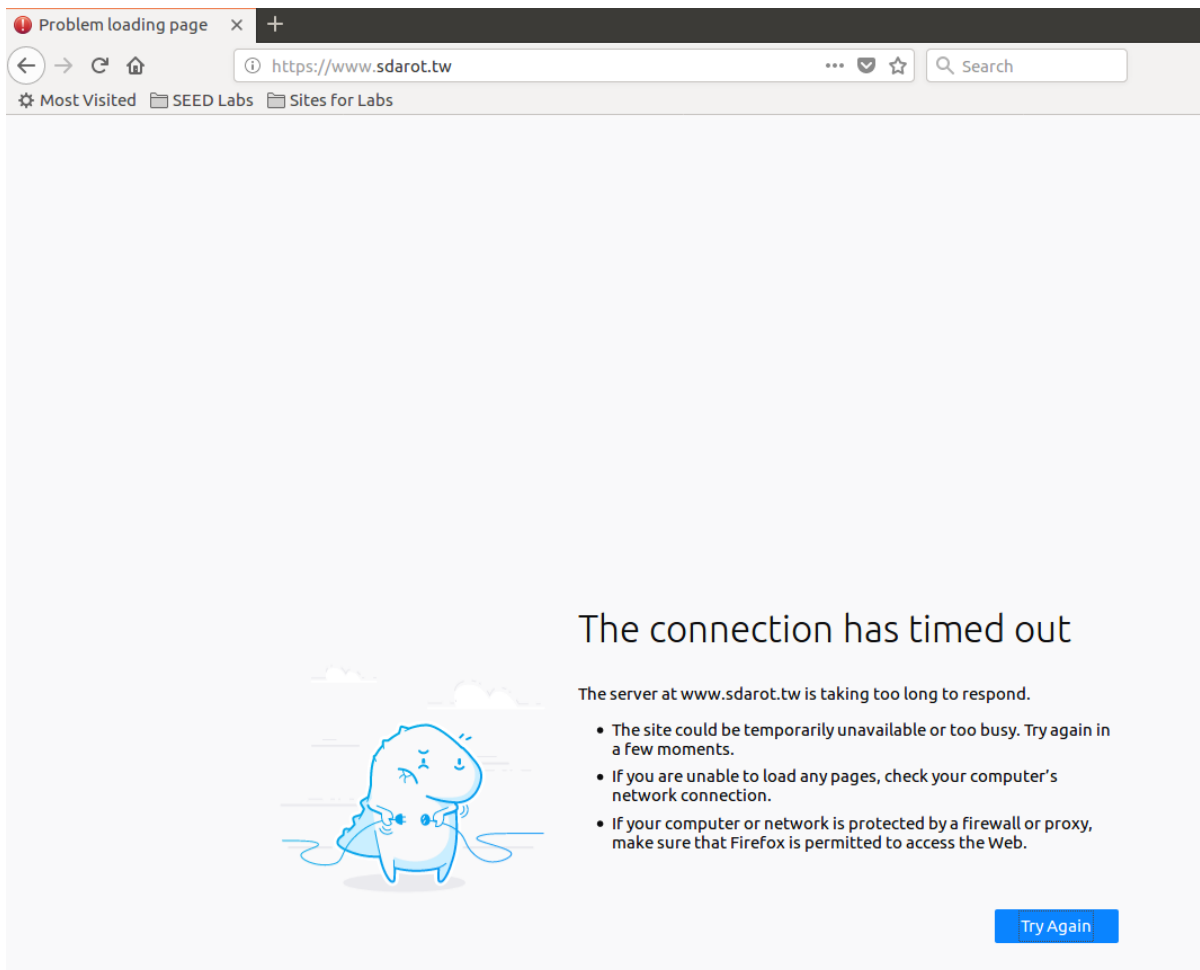 Problem loading page
https://www.sdarot.tw
Search
Most Visited SEED Labs Sites for Labs
The connection has timed out
The server at www.sdarot.tw is taking too long to respond.
• The site could be temporarily unavailable or too busy. Try again in
a few moments.
• If you are unable to load any pages, check your computer's
network connection.
• If your computer or network is protected by a firewall or proxy,
make sure that Firefox is permitted to access the Web.
Try Again